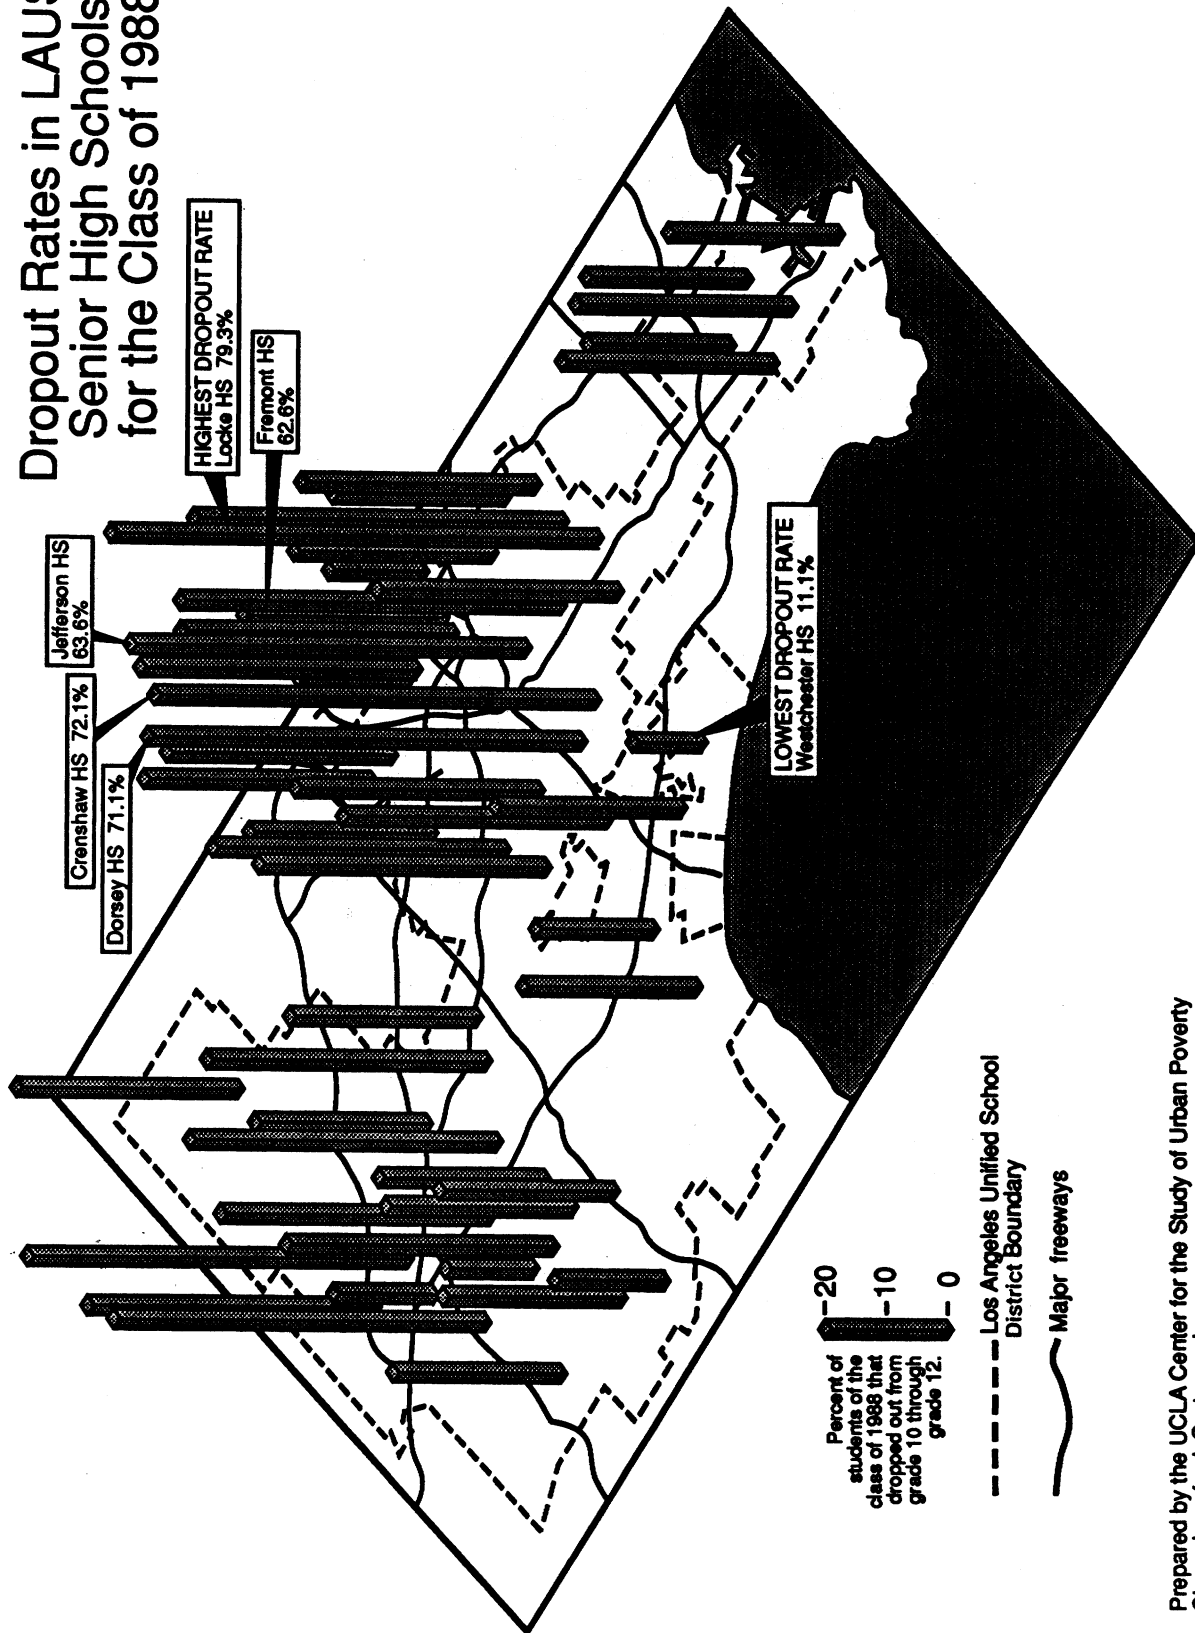 Dropout Rates in LAUS
Senior High Schools
for the Class of 1988
HIGHEST DROPOUT RATE
Locke HS 79.3%
Fremont HS
62.6%
Jefferson HS
63.6%
Crenshaw HS 72.1%
Dorsey HS 71.1%
LOWEST DROPOUT RATE
Westchester HS 11.1%
Percent of
students of the
class of 1988 that
dropped out from
grade 10 through
grade 12.
20
10
0
Los Angeles Unified School
District Boundary
Major freeways
Prepared by the UCLA Center for the Study of Urban Poverty